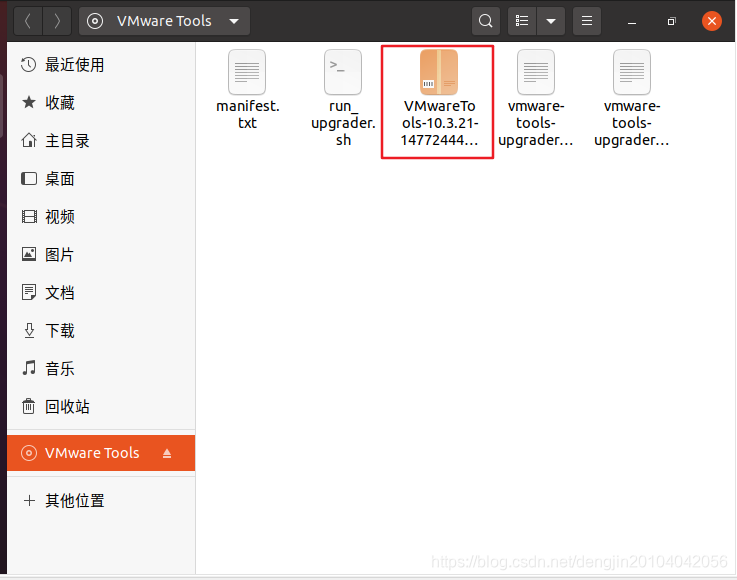 VMware Tools
最近使用
收藏
主目录
桌面
视频
图片
文档
下载
音乐
回收站
VMware Tools
其他位置
manifest.
txt
run_
upgrader.
sh
VMwareTo
ols-10.3.21-
14772444…
vmware-
tools-
upgrader…
vmware-
tools-
upgrader…
https://blog.csdn.net/dengjin20104042056